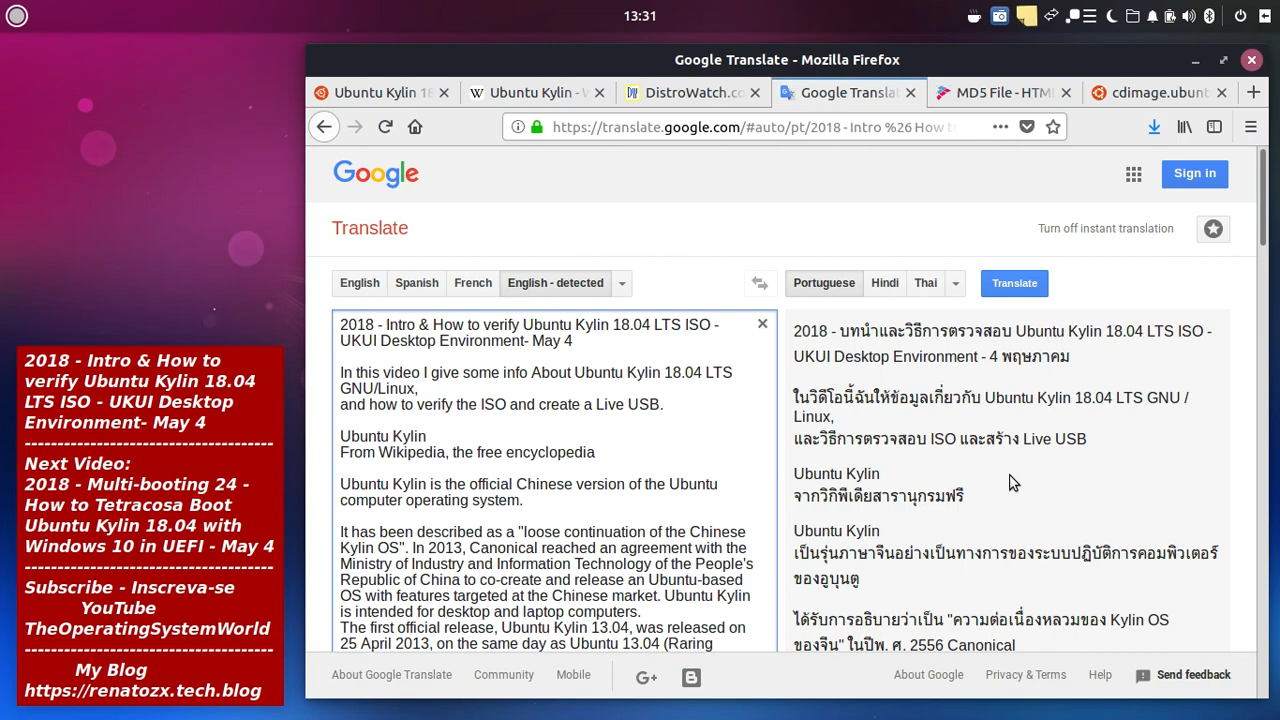 13:31
Google Translate - Mozilla Firefox
Ubuntu Kylin 18
Ubuntu Kylin - W
DistroWatch.co
Google Transla
MD5 File - HTM
cdimage.ubunt
https://translate.google.com/#auto/pt/2018 - Intro %26 How to
Google
Sign in
Translate
Turn off instant translation
English
Spanish
French
English - detected
Portuguese
Hindi
Thai
Translate
2018 - Intro & How to verify Ubuntu Kylin 18.04 LTS ISO -
UKUI Desktop Environment- May 4
In this video I give some info About Ubuntu Kylin 18.04 LTS
GNU/Linux,
and how to verify the ISO and create a Live USB.
Ubuntu Kylin
From Wikipedia, the free encyclopedia
Ubuntu Kylin is the official Chinese version of the Ubuntu
computer operating system.
It has been described as a "loose continuation of the Chinese
Kylin OS". In 2013, Canonical reached an agreement with the
Ministry of Industry and Information Technology of the People's
Republic of China to co-create and release an Ubuntu-based
OS with features targeted at the Chinese market. Ubuntu Kylin
is intended for desktop and laptop computers.
The first official release, Ubuntu Kylin 13.04, was released on
25 April 2013, on the same day as Ubuntu 13.04 (Raring
2018 - บทนำและวิธีการตรวจสอบ Ubuntu Kylin 18.04 LTS ISO -
UKUI Desktop Environment - 4 พฤษภาคม
ในวิดีโอนี้ฉันให้ข้อมูลเกี่ยวกับ Ubuntu Kylin 18.04 LTS GNU /
Linux,
และวิธีการตรวจสอบ ISO และสร้าง Live USB
Ubuntu Kylin
จากวิกิพีเดียสารานุกรมฟรี
Ubuntu Kylin
เป็นรุ่นภาษาจีนอย่างเป็นทางการของระบบปฏิบัติการคอมพิวเตอร์
ของอูบุนตู
ได้รับการอธิบายว่าเป็น "ความต่อเนื่องหลวมของ Kylin OS
ของจีน" ในปีพ. ศ. 2556 Canonical
About Google Translate
Community
Mobile
G+
About Google
Privacy & Terms
Help
Send feedback
2018 - Intro & How to
verify Ubuntu Kylin 18.04
LTS ISO - UKUI Desktop
Environment- May 4
-------------------------------------
Next Video:
2018 - Multi-booting 24 -
How to Tetracosa Boot
Ubuntu Kylin 18.04 with
Windows 10 in UEFI - May 4
-------------------------------------
Subscribe - Inscreva-se
YouTube
TheOperatingSystemWorld
-------------------------------------
My Blog
https://renatozx.tech.blog